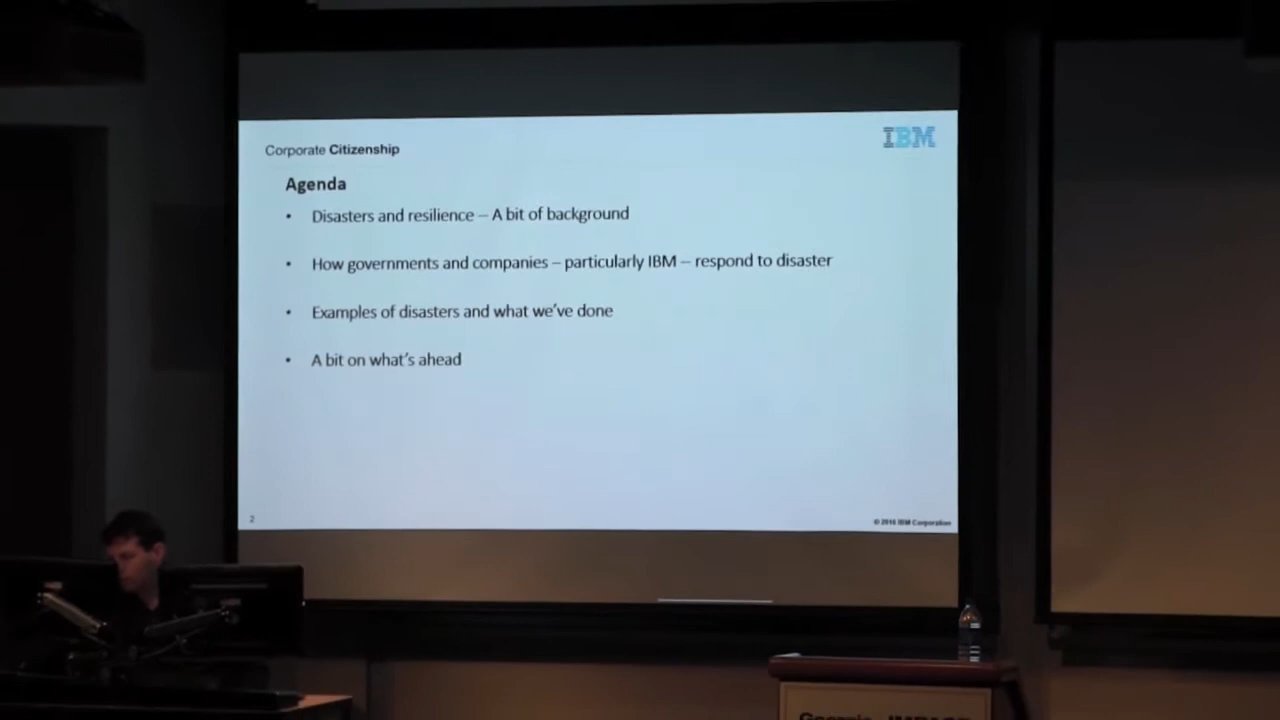 Corporate Citizenship
IBM
Agenda
• Disasters and resilience – A bit of background
• How governments and companies – particularly IBM – respond to disaster
• Examples of disasters and what we've done
• A bit on what's ahead
2
© 2016 IBM Corporation